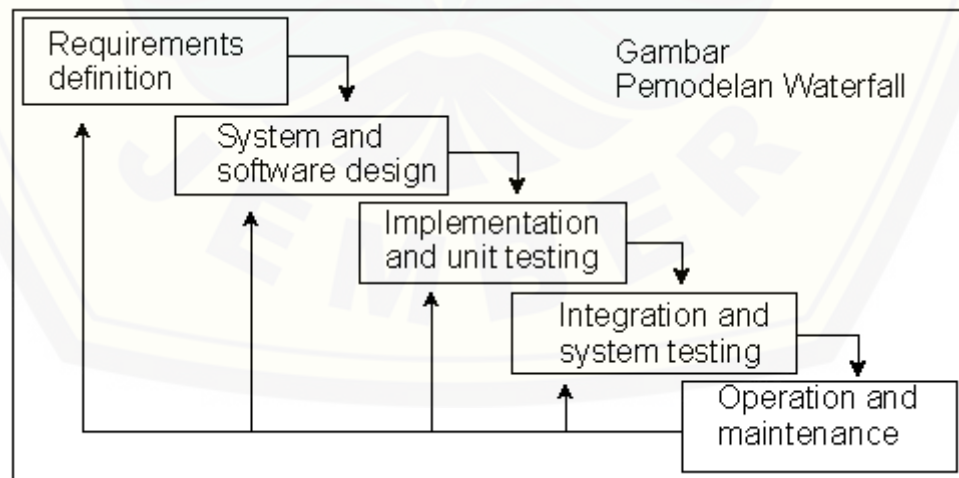 Requirements
definition
Gambar
Pemodelan Waterfall
System and
software design
Implementation
and unit testing
Integration and
system testing
Operation and
maintenance
JEMBER